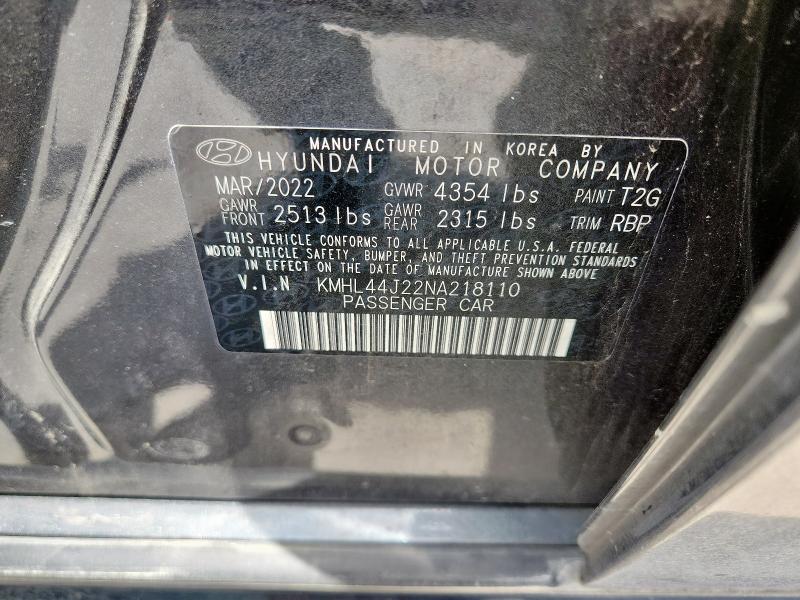 MANUFACTURED IN KOREA BY
HYUNDAI MOTOR COMPANY
MAR/2022 GVWR 4354 lbs PAINT T2G
GAWR FRONT 2513 lbs GAWR REAR 2315 lbs TRIM RBP
THIS VEHICLE CONFORMS TO ALL APPLICABLE U.S.A. FEDERAL
MOTOR VEHICLE SAFETY, BUMPER, AND THEFT PREVENTION STANDARDS
IN EFFECT ON THE DATE OF MANUFACTURE SHOWN ABOVE
V.I.N KMHL44J22NA218110
PASSENGER CAR